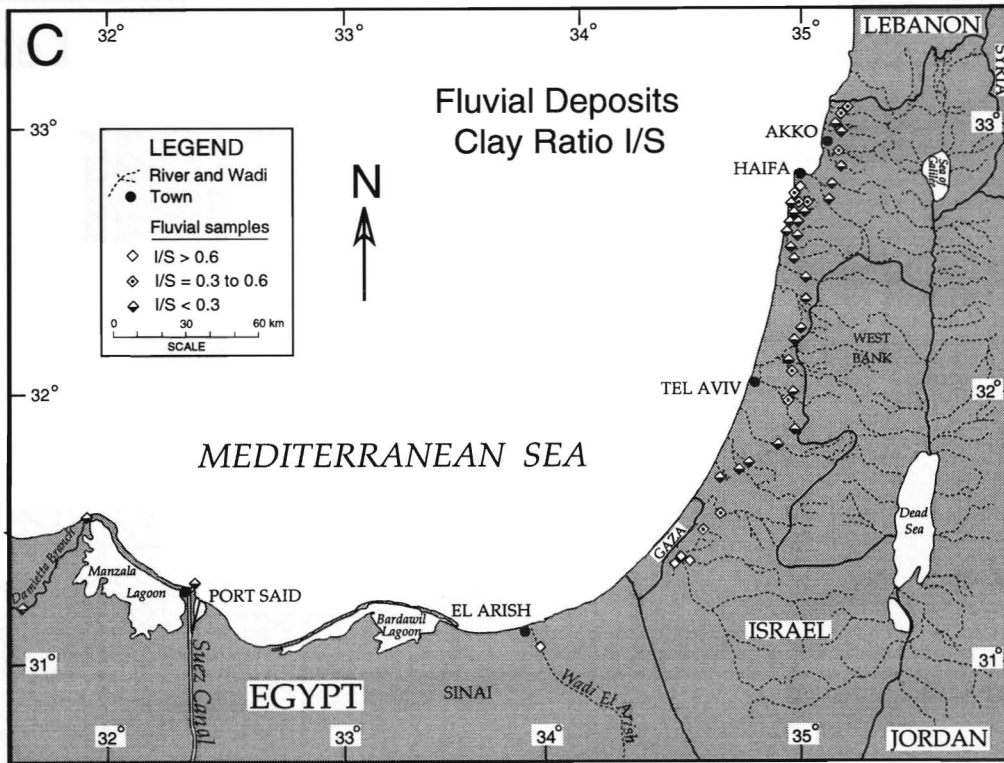 C
32°
33°
34°
35°
LEBANON
SYRIA
Fluvial Deposits
Clay Ratio I/S
33°
33°
AKKO
HAIFA
Sea of
Galilee
LEGEND
River and Wadi
Town
Fluvial samples
I/S > 0.6
I/S = 0.3 to 0.6
I/S < 0.3
0 30 60 km
SCALE
N
WEST
BANK
TEL AVIV
32°
32°
MEDITERRANEAN SEA
Dead
Sea
GAZA
Damietta Branch
Manzala
Lagoon
PORT SAID
EL ARISH
Bardawil
Lagoon
ISRAEL
31°
31°
Suez Canal
EGYPT
SINAI
Wadi El Arish
32°
33°
34°
35°
JORDAN